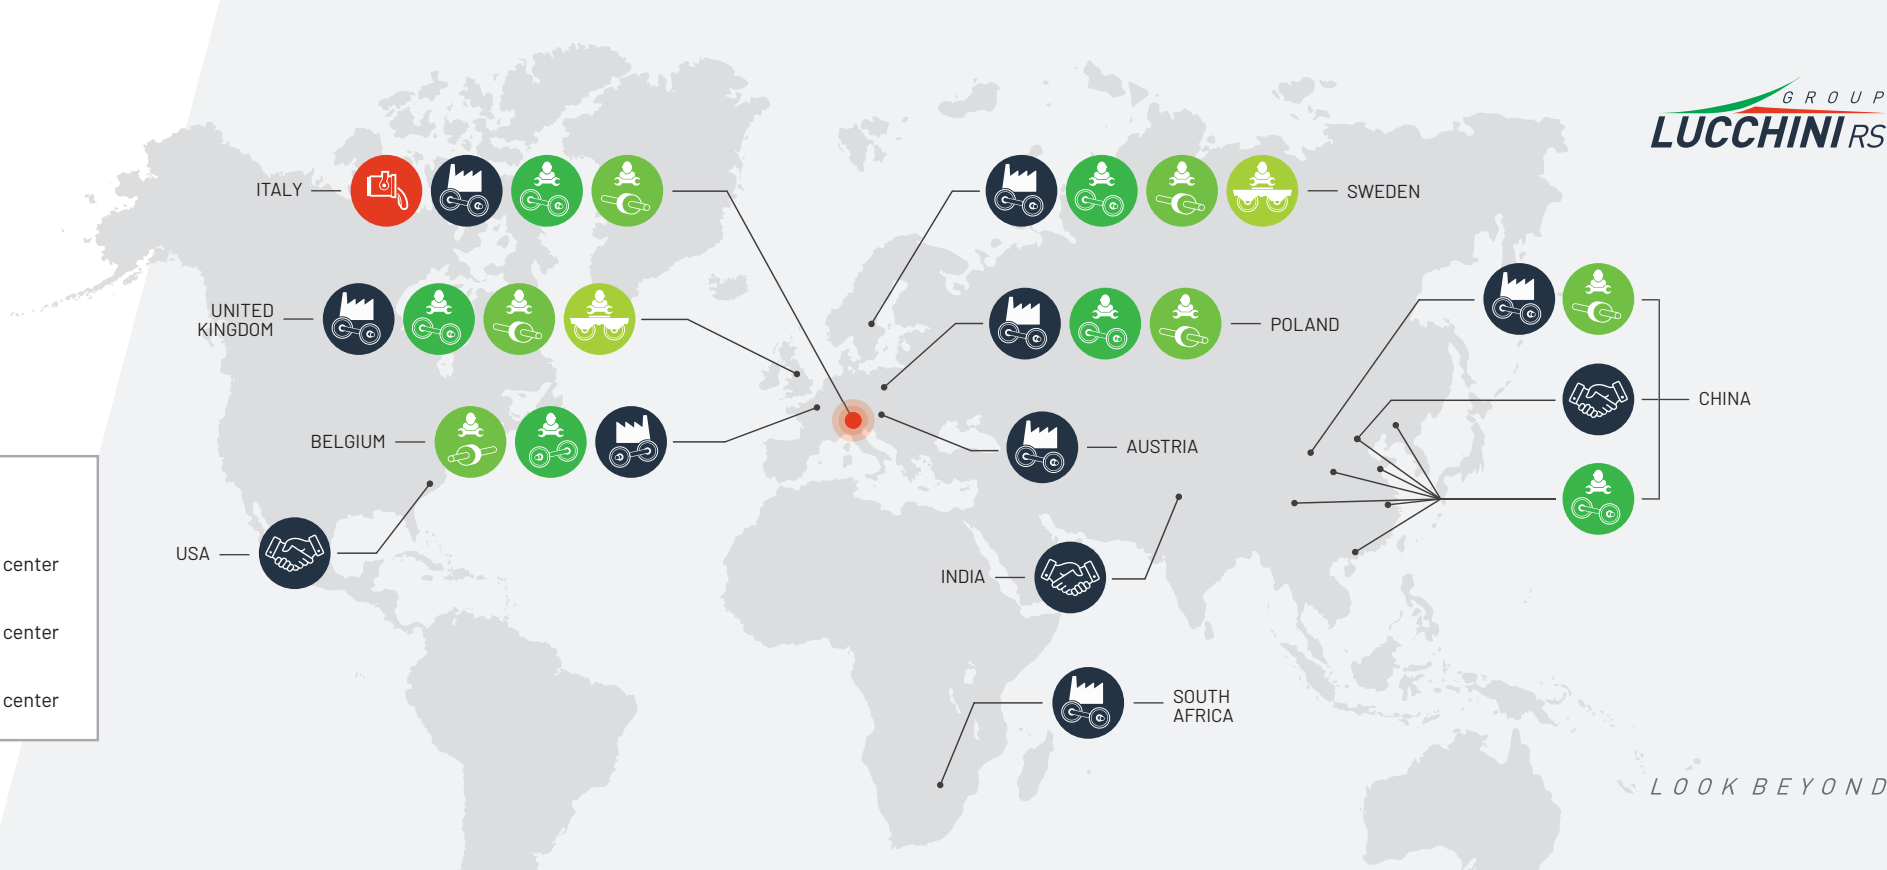 GROUP
LUCCHINI RS
ITALY
SWEDEN
UNITED
KINGDOM
POLAND
CHINA
BELGIUM
AUSTRIA
USA
INDIA
center
center
center
SOUTH
AFRICA
LOOK BEYOND